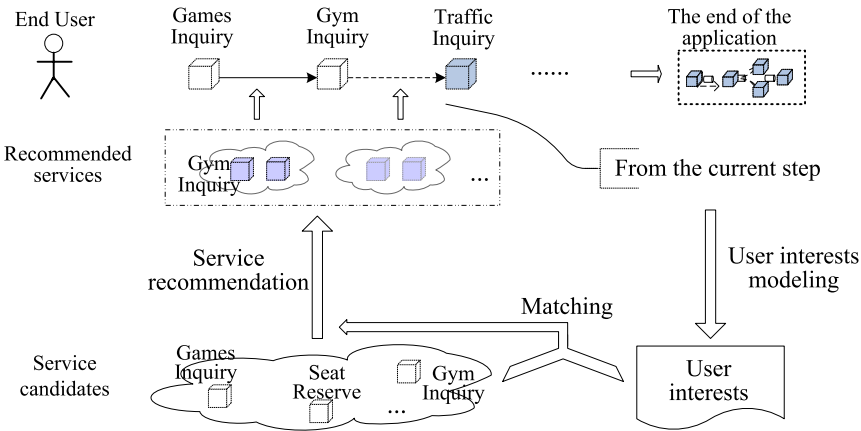 End User
Games
Inquiry
Gym
Inquiry
Traffic
Inquiry
......
The end of the
application
Recommended
services
Gym
Inquiry
...
From the current step
Service
recommendation
User interests
modeling
Matching
Service
candidates
Games
Inquiry
Seat
Reserve
...
Gym
Inquiry
User
interests